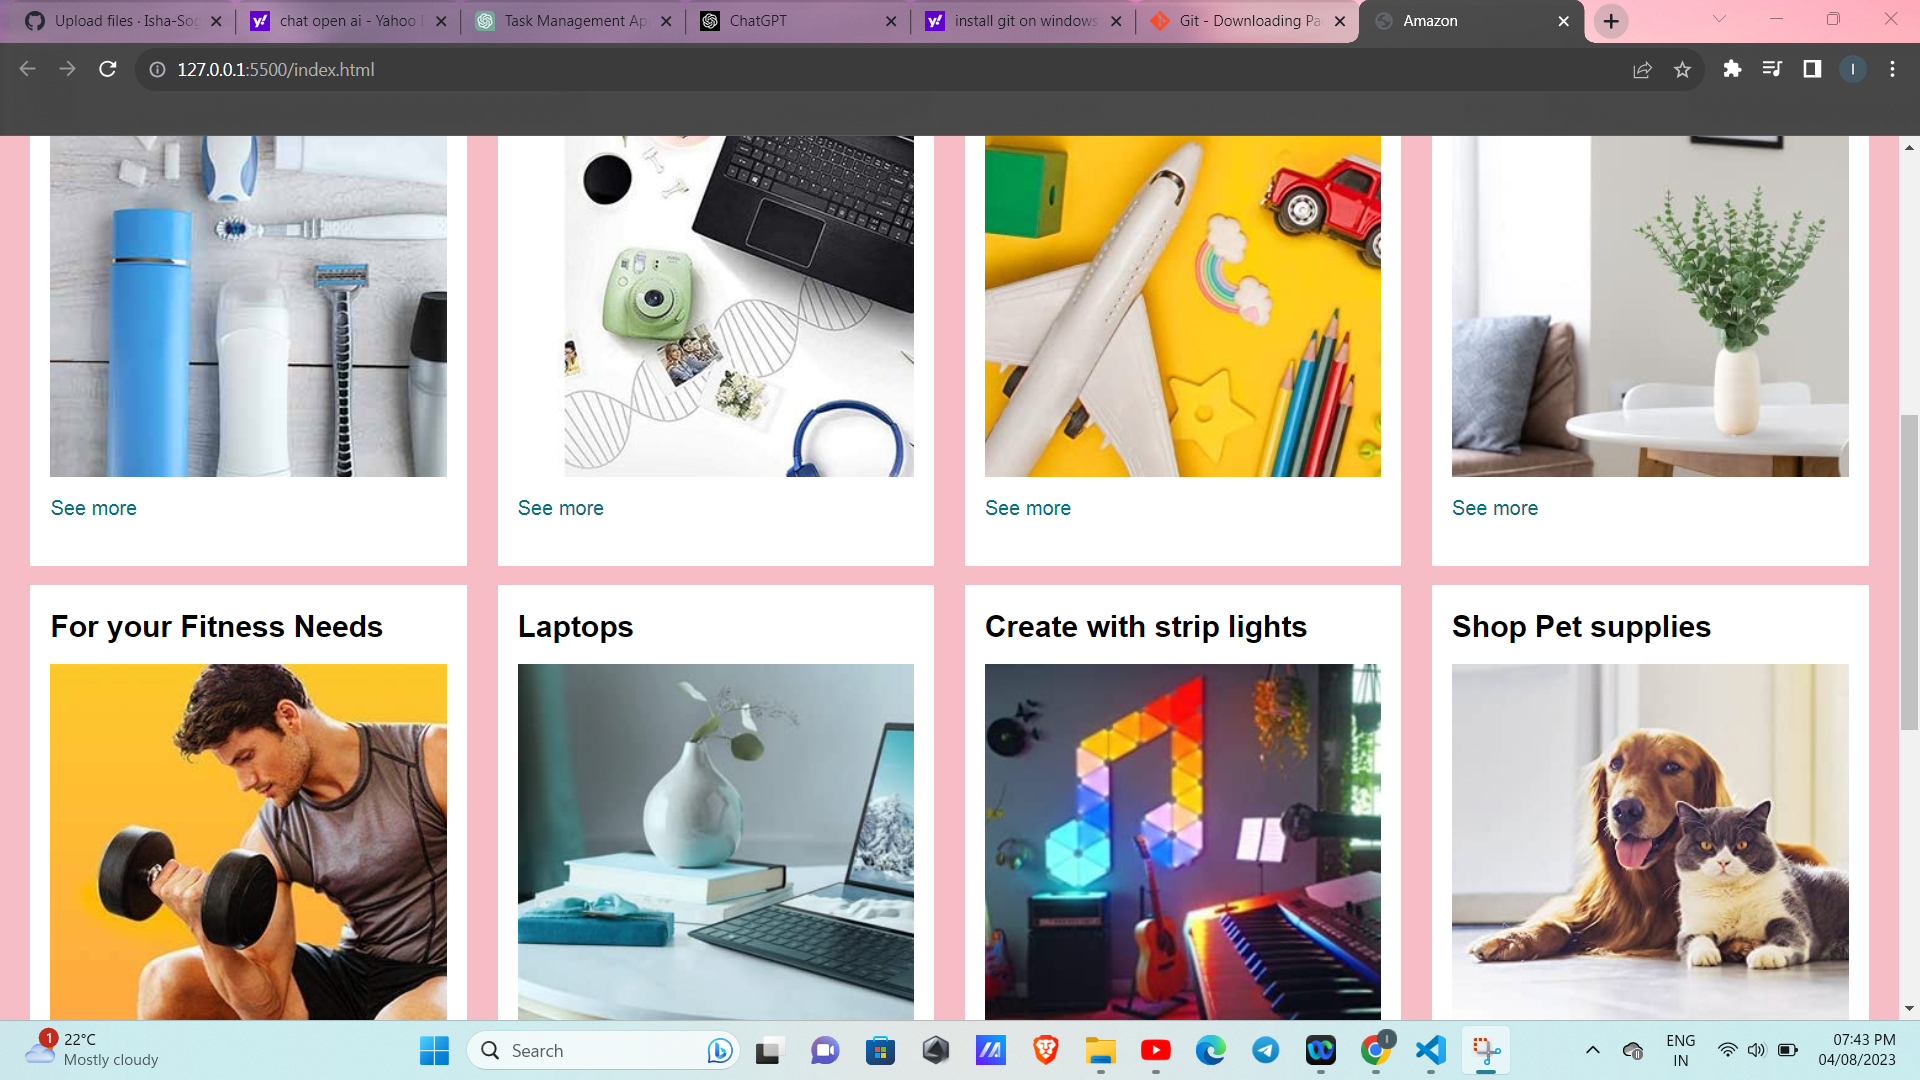 Upload files · Isha-Sog
chat open ai - Yahoo
Task Management Ap
ChatGPT
install git on windows
Git - Downloading Pa
Amazon
127.0.0.1:5500/index.html
I
See more
See more
See more
See more
For your Fitness Needs
Laptops
Create with strip lights
Shop Pet supplies
1
22°C
Mostly cloudy
Search
ENG
IN
07:43 PM
04/08/2023